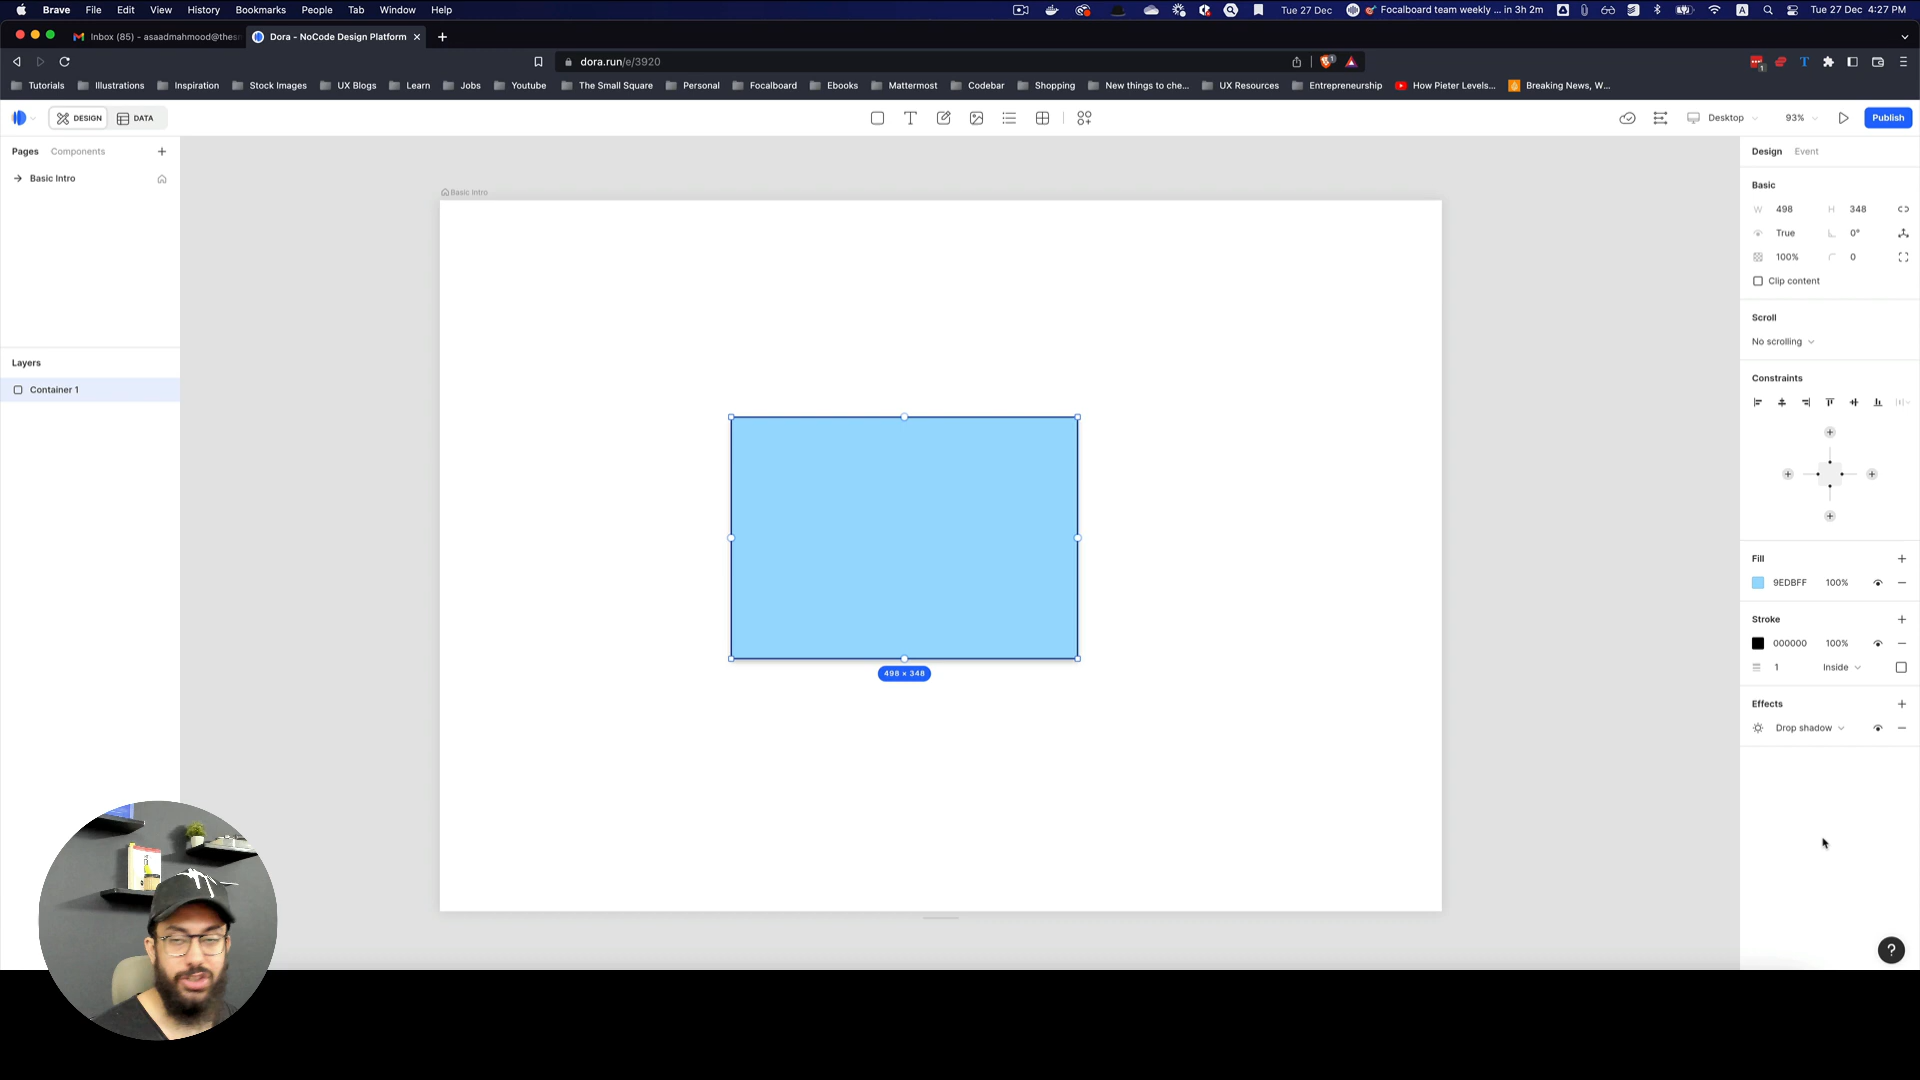 Brave File Edit View History Bookmarks People Tab Window Help
Tue 27 Dec Focalboard team weekly ... in 3h 2m A Tue 27 Dec 4:27 PM
Inbox (85) - asaadmahmood@thesm
Dora - NoCode Design Platform
dora.run/e/3920
Tutorials Illustrations Inspiration Stock Images UX Blogs Learn Jobs Youtube The Small Square Personal Focalboard Ebooks Mattermost Codebar Shopping New things to che... UX Resources Entrepreneurship How Pieter Levels... Breaking News, W...
DESIGN DATA
Desktop 93% Publish
Pages Components
Basic Intro
Layers
Container 1
Basic Intro
498 × 348
Design Event
Basic
W 498 H 348
True 0°
100% 0
Clip content
Scroll
No scrolling
Constraints
Fill
9EDBFF 100%
Stroke
000000 100%
1 Inside
Effects
Drop shadow
?